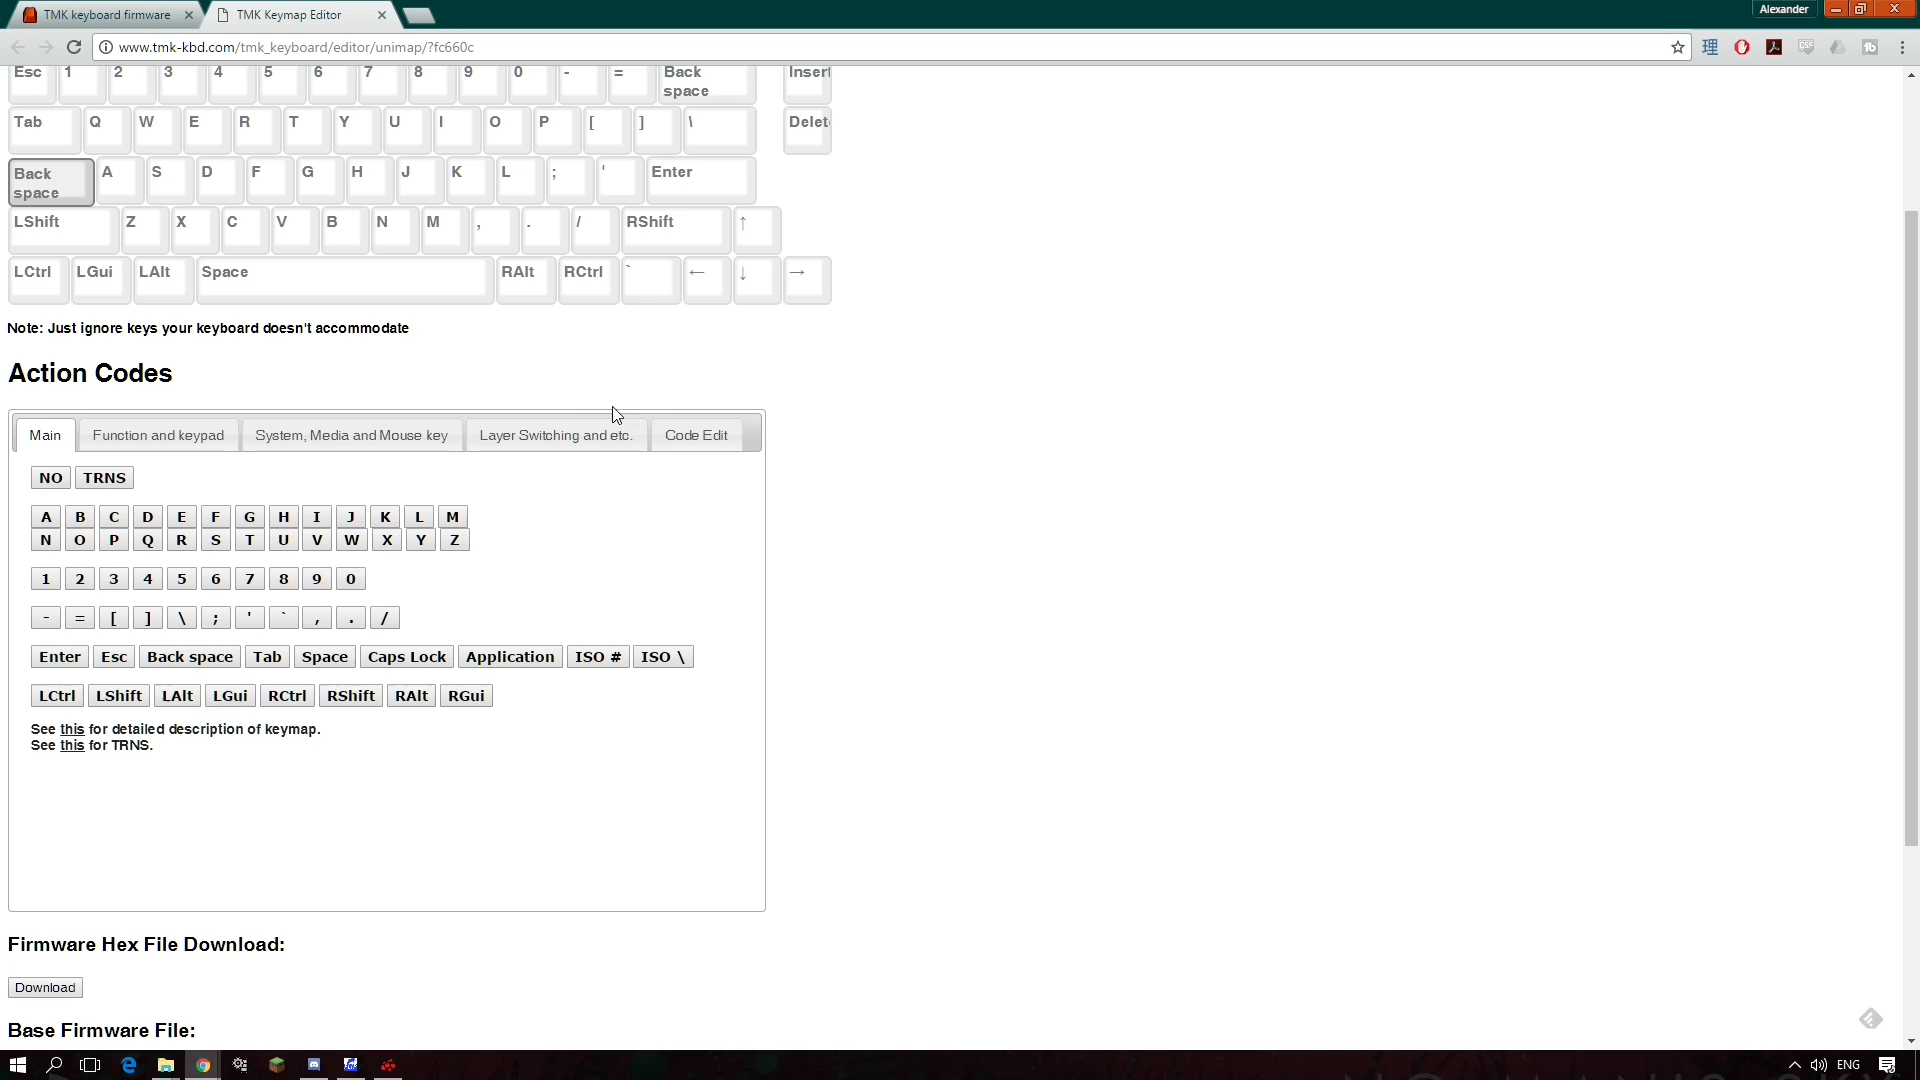 TMK keyboard firmware TMK Keymap Editor Alexander
www.tmk-kbd.com/tmk_keyboard/editor/unimap/?fc660c
Esc 1 2 3 4 5 6 7 8 9 0 - = Back space Insert
Tab Q W E R T Y U I O P [ ] \ Delet
Back space A S D F G H J K L ; ' Enter
LShift Z X C V B N M , . / RShift ↑
LCtrl LGui LAlt Space RAlt RCtrl ` ← ↓ →
Note: Just ignore keys your keyboard doesn't accommodate
Action Codes
Main Function and keypad System, Media and Mouse key Layer Switching and etc. Code Edit
NO TRNS
A B C D E F G H I J K L M
N O P Q R S T U V W X Y Z
1 2 3 4 5 6 7 8 9 0
- = [ ] \ ; ' ` , . /
Enter Esc Back space Tab Space Caps Lock Application ISO # ISO \
LCtrl LShift LAlt LGui RCtrl RShift RAlt RGui
See this for detailed description of keymap.
See this for TRNS.
Firmware Hex File Download:
Download
Base Firmware File:
ENG